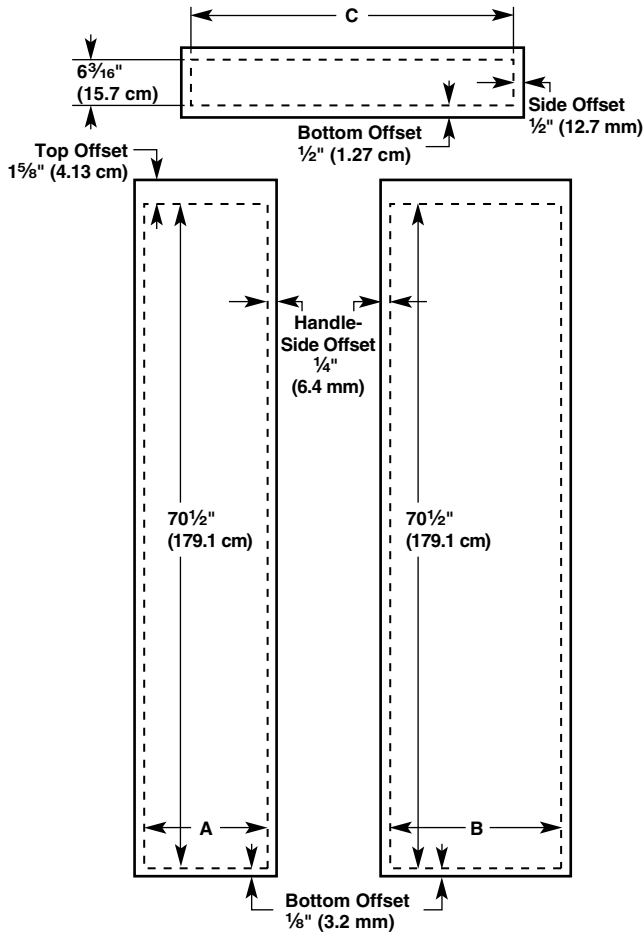 C
6 3⁄16"
(15.7 cm)
Side Offset
½" (12.7 mm)
Bottom Offset
½" (1.27 cm)
Top Offset
1⅝" (4.13 cm)
Handle-
Side Offset
¼"
(6.4 mm)
70½"
(179.1 cm)
70½"
(179.1 cm)
A
B
Bottom Offset
⅛" (3.2 mm)